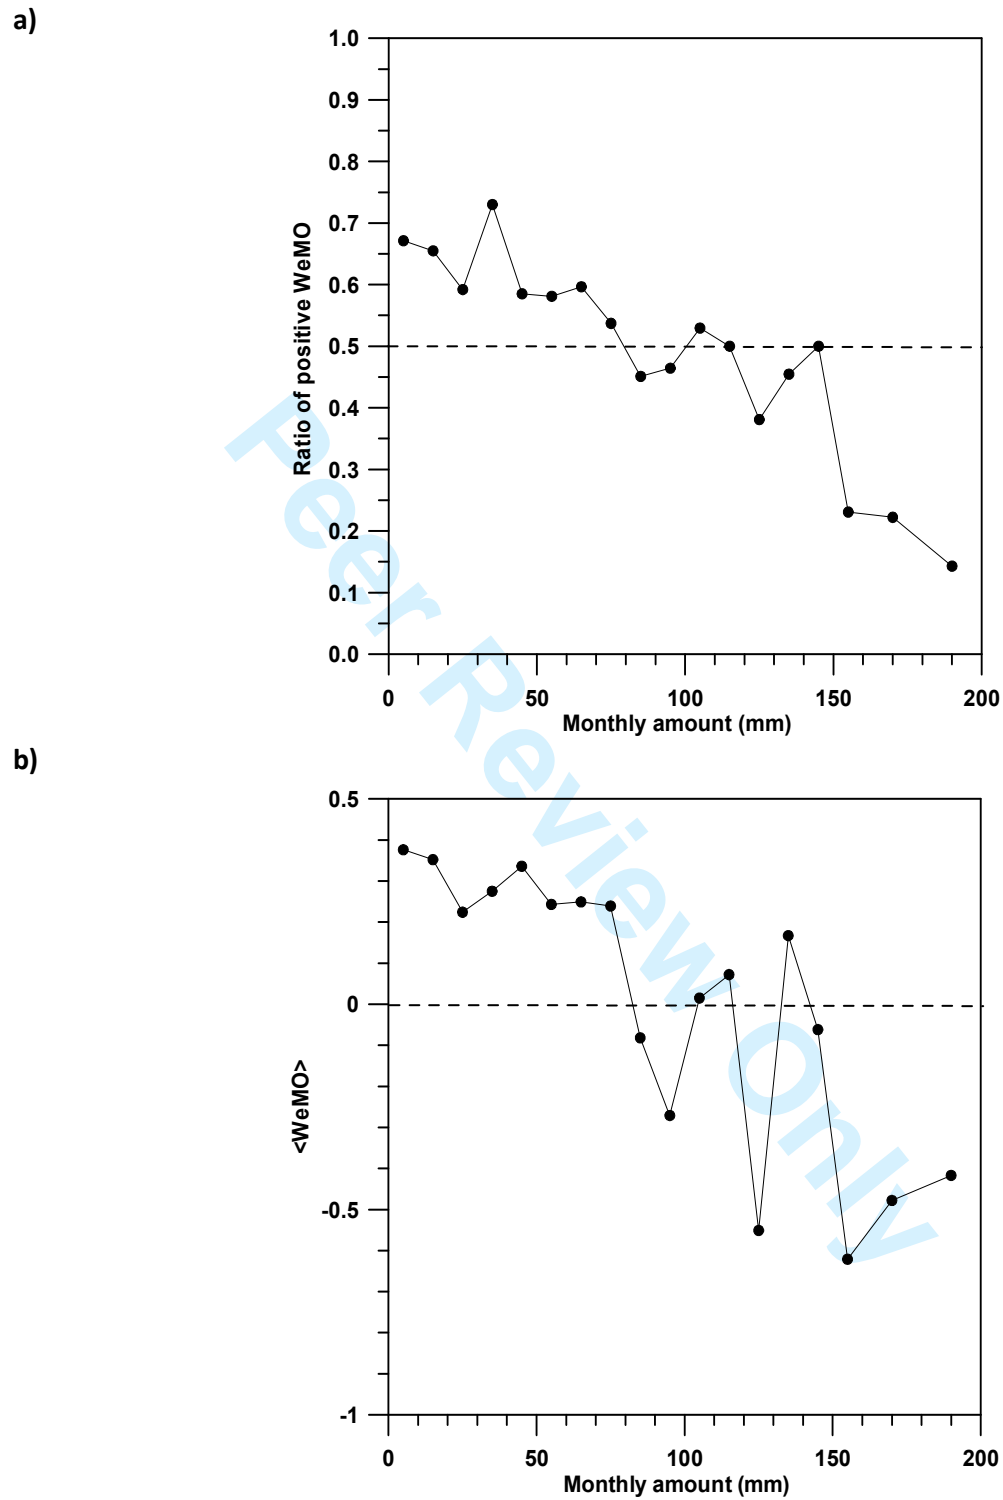 a)
1.0
0.9
0.8
0.7
0.6
0.5
0.4
0.3
0.2
0.1
0.0
Ratio of positive WeMO
0 50 100 150 200
Monthly amount (mm)
b)
0.5
0
-0.5
-1
<WeMO>
0 50 100 150 200
Monthly amount (mm)
Peer Review Only